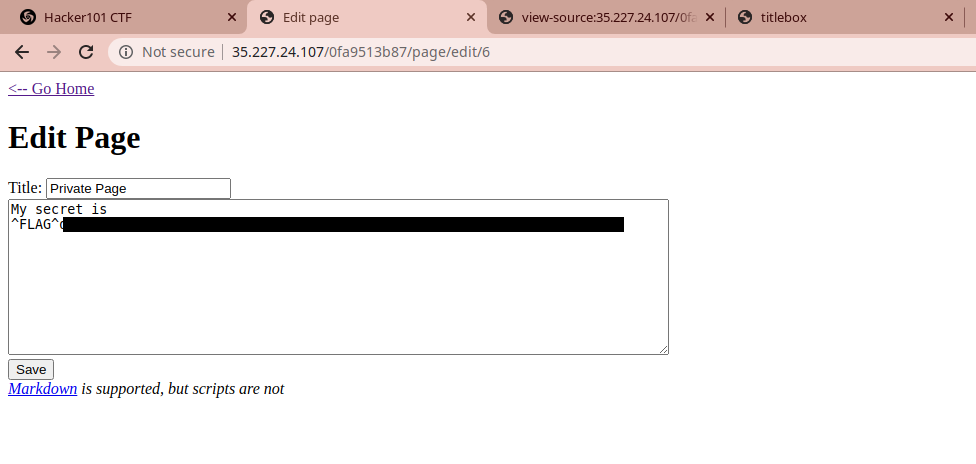 Hacker101 CTF
Edit page
view-source:35.227.24.107/0fa
titlebox
Not secure
35.227.24.107/0fa9513b87/page/edit/6
<-- Go Home
Edit Page
Title: Private Page
My secret is
^FLAG^
Save
Markdown is supported, but scripts are not